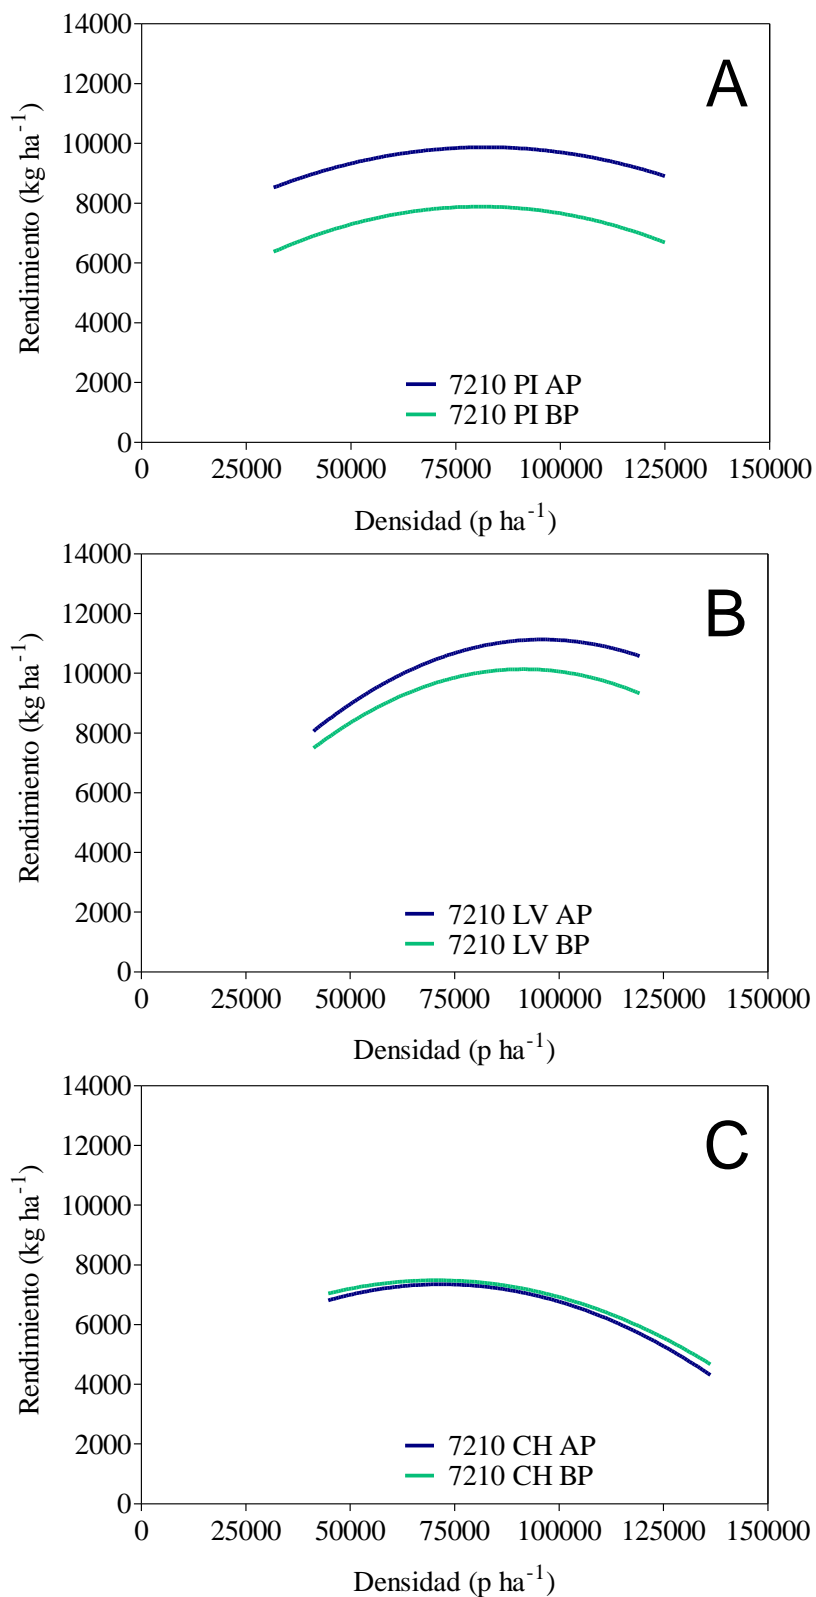 14000
12000
10000
8000
6000
4000
2000
0
Rendimiento (kg ha⁻¹)
A
7210 PI AP
7210 PI BP
0 25000 50000 75000 100000 125000 150000
Densidad (p ha⁻¹)
14000
12000
10000
8000
6000
4000
2000
0
Rendimiento (kg ha⁻¹)
B
7210 LV AP
7210 LV BP
0 25000 50000 75000 100000 125000 150000
Densidad (p ha⁻¹)
14000
12000
10000
8000
6000
4000
2000
0
Rendimiento (kg ha⁻¹)
C
7210 CH AP
7210 CH BP
0 25000 50000 75000 100000 125000 150000
Densidad (p ha⁻¹)